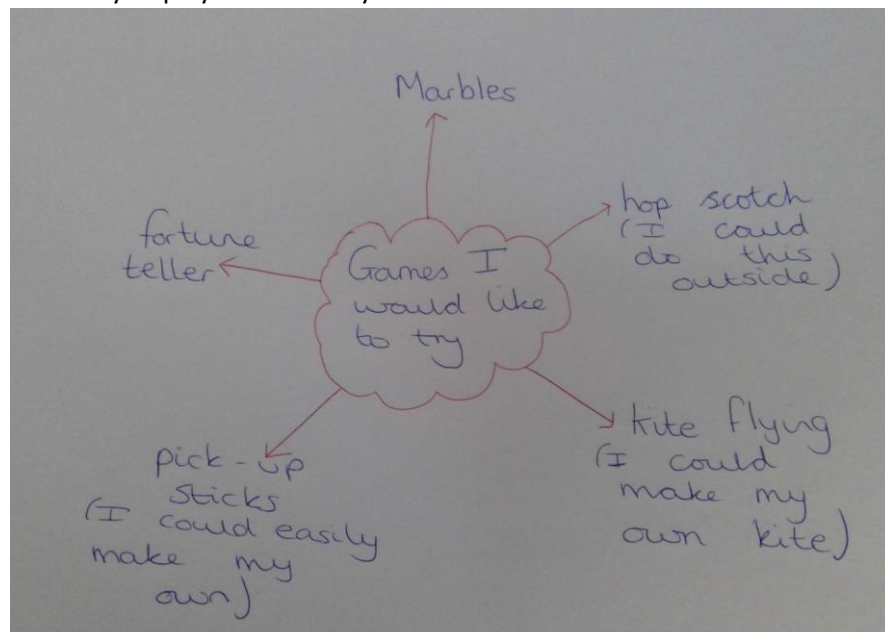 Marbles
hop scotch
(I could
do this
outside)
fortune
teller
Games I
would like
to try
kite flying
(I could
make my
own kite)
pick-up
sticks
(I could easily
make my
own)